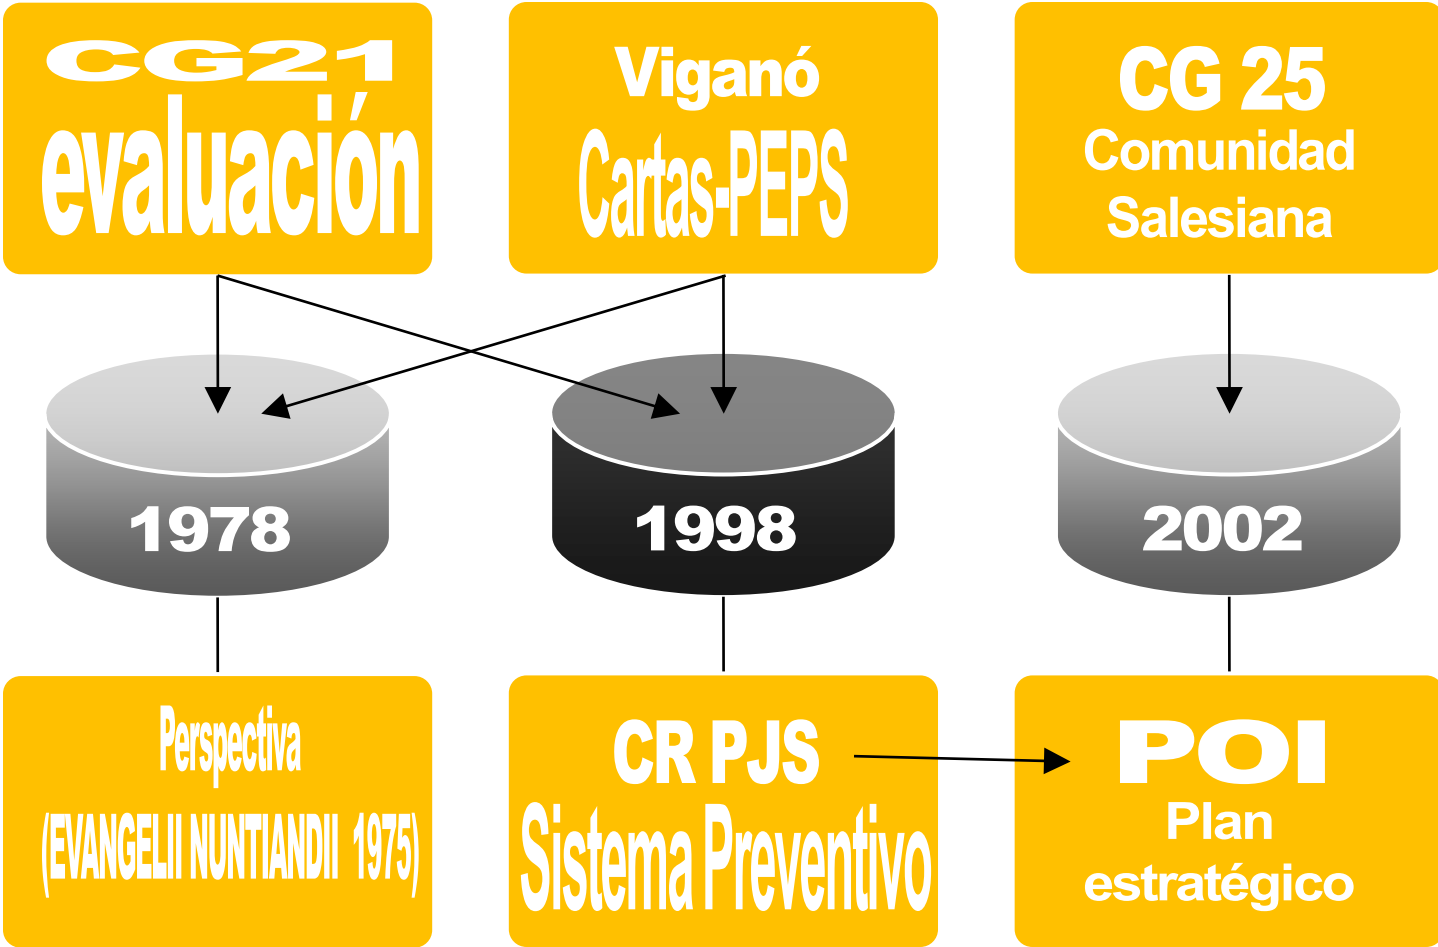 CG21
evaluación
Viganó
Cartas-PEPS
CG 25
Comunidad
Salesiana
1978
1998
2002
Perspectiva
(EVANGELII NUNTIANDII 1975)
CR PJS
Sistema Preventivo
POI
Plan
estratégico